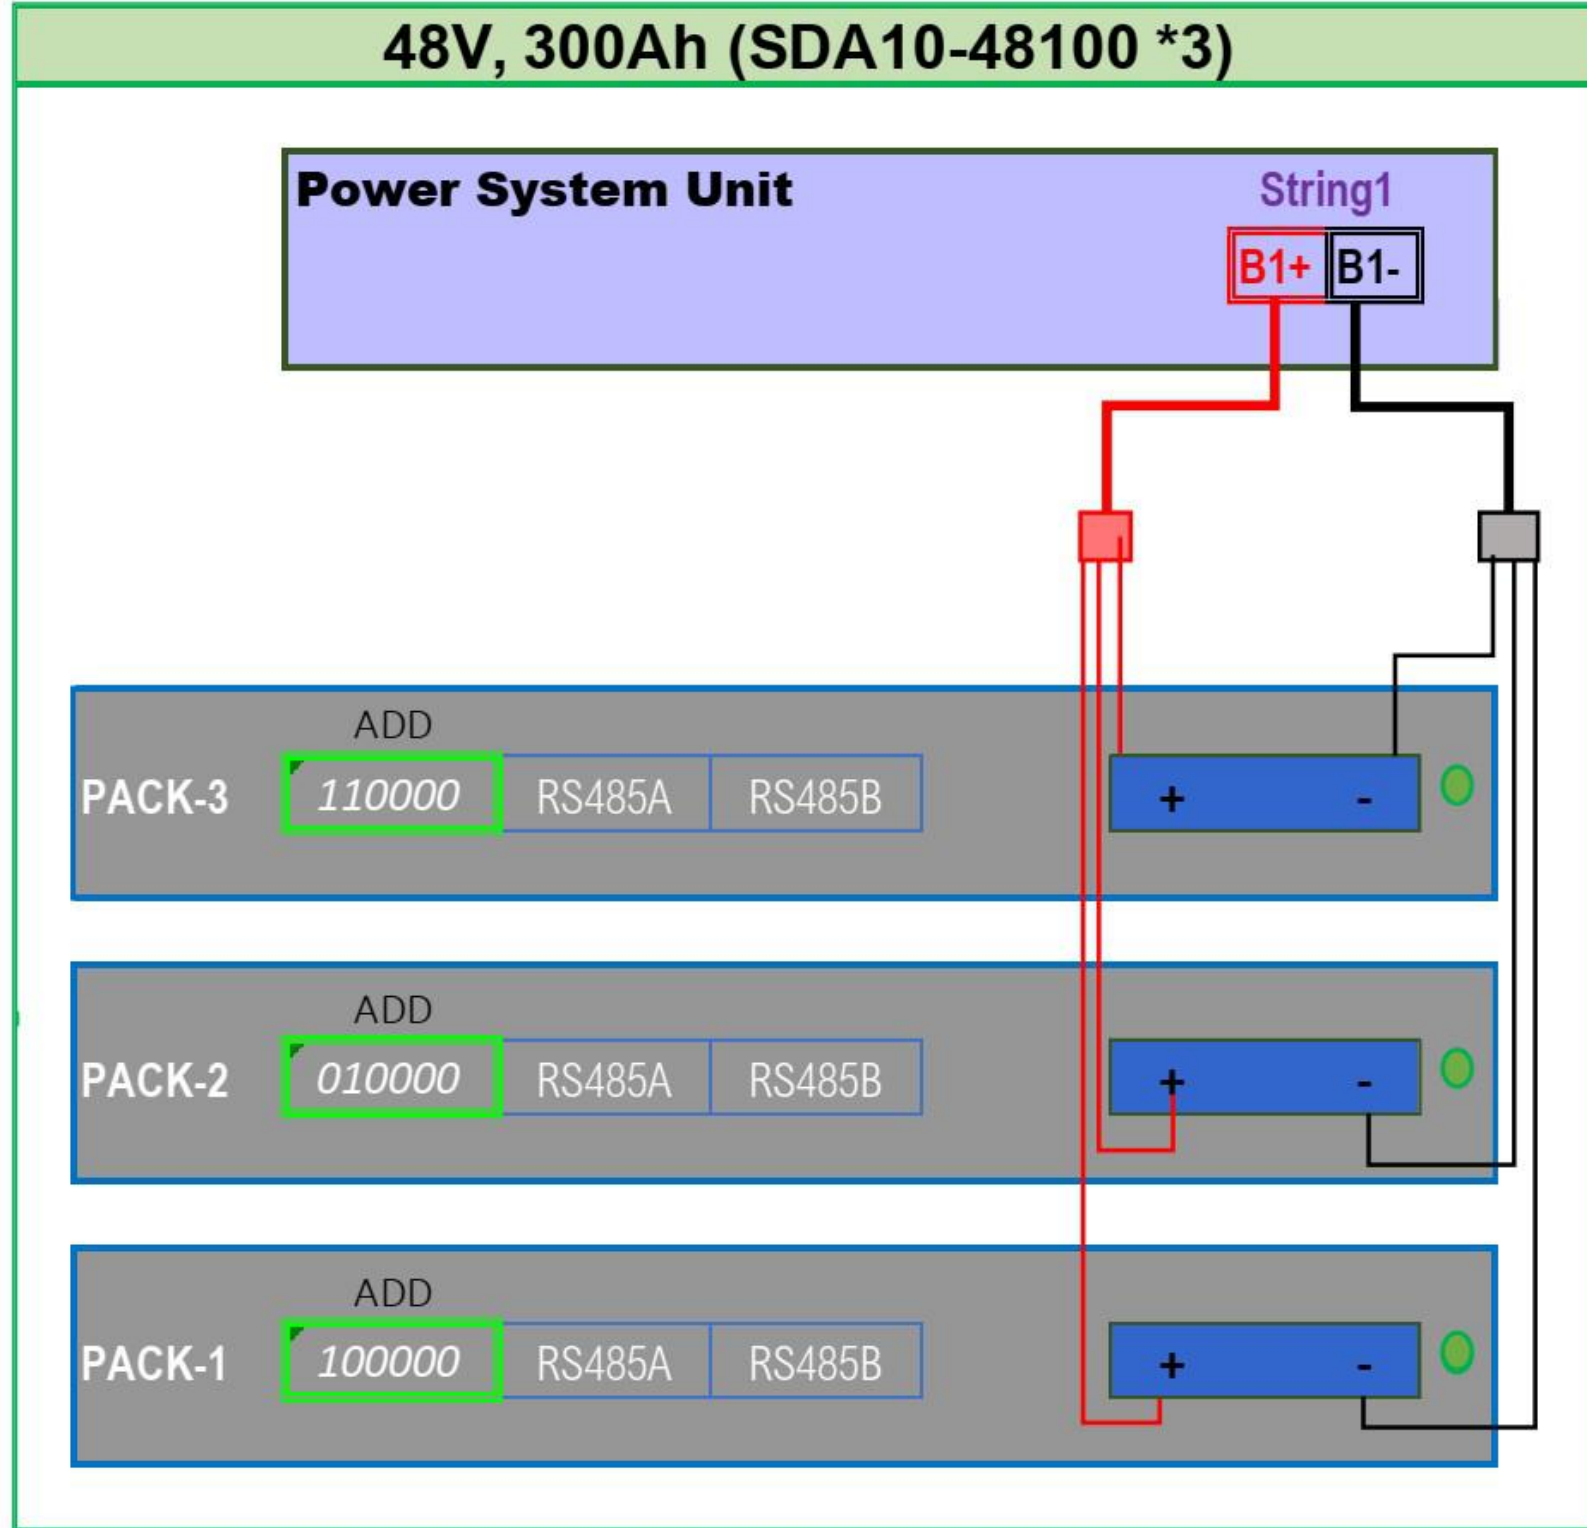 48V, 300Ah (SDA10-48100 *3)
Power System Unit
String1
B1+ B1-
ADD
PACK-3 110000 RS485A RS485B + -
ADD
PACK-2 010000 RS485A RS485B + -
ADD
PACK-1 100000 RS485A RS485B + -